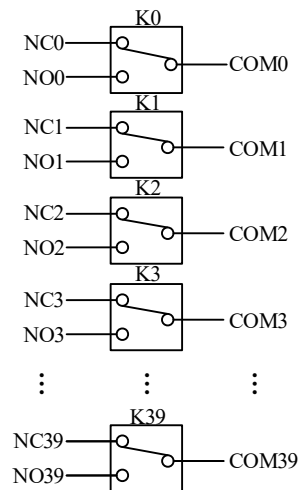 K0
NC0 COM0
NO0
K1
NC1 COM1
NO1
K2
NC2 COM2
NO2
K3
NC3 COM3
NO3
⋮ ⋮ ⋮
K39
NC39 COM39
NO39